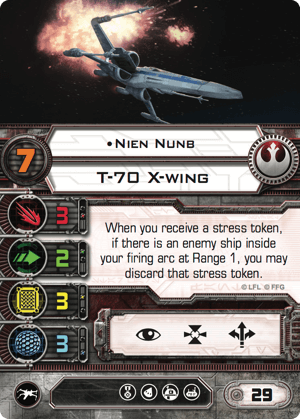 •Nien Nunb
7
T-70 X-wing
3
When you receive a stress token,
if there is an enemy ship inside
your firing arc at Range 1, you may
discard that stress token.
2
© LFL © FFG
3
3
29